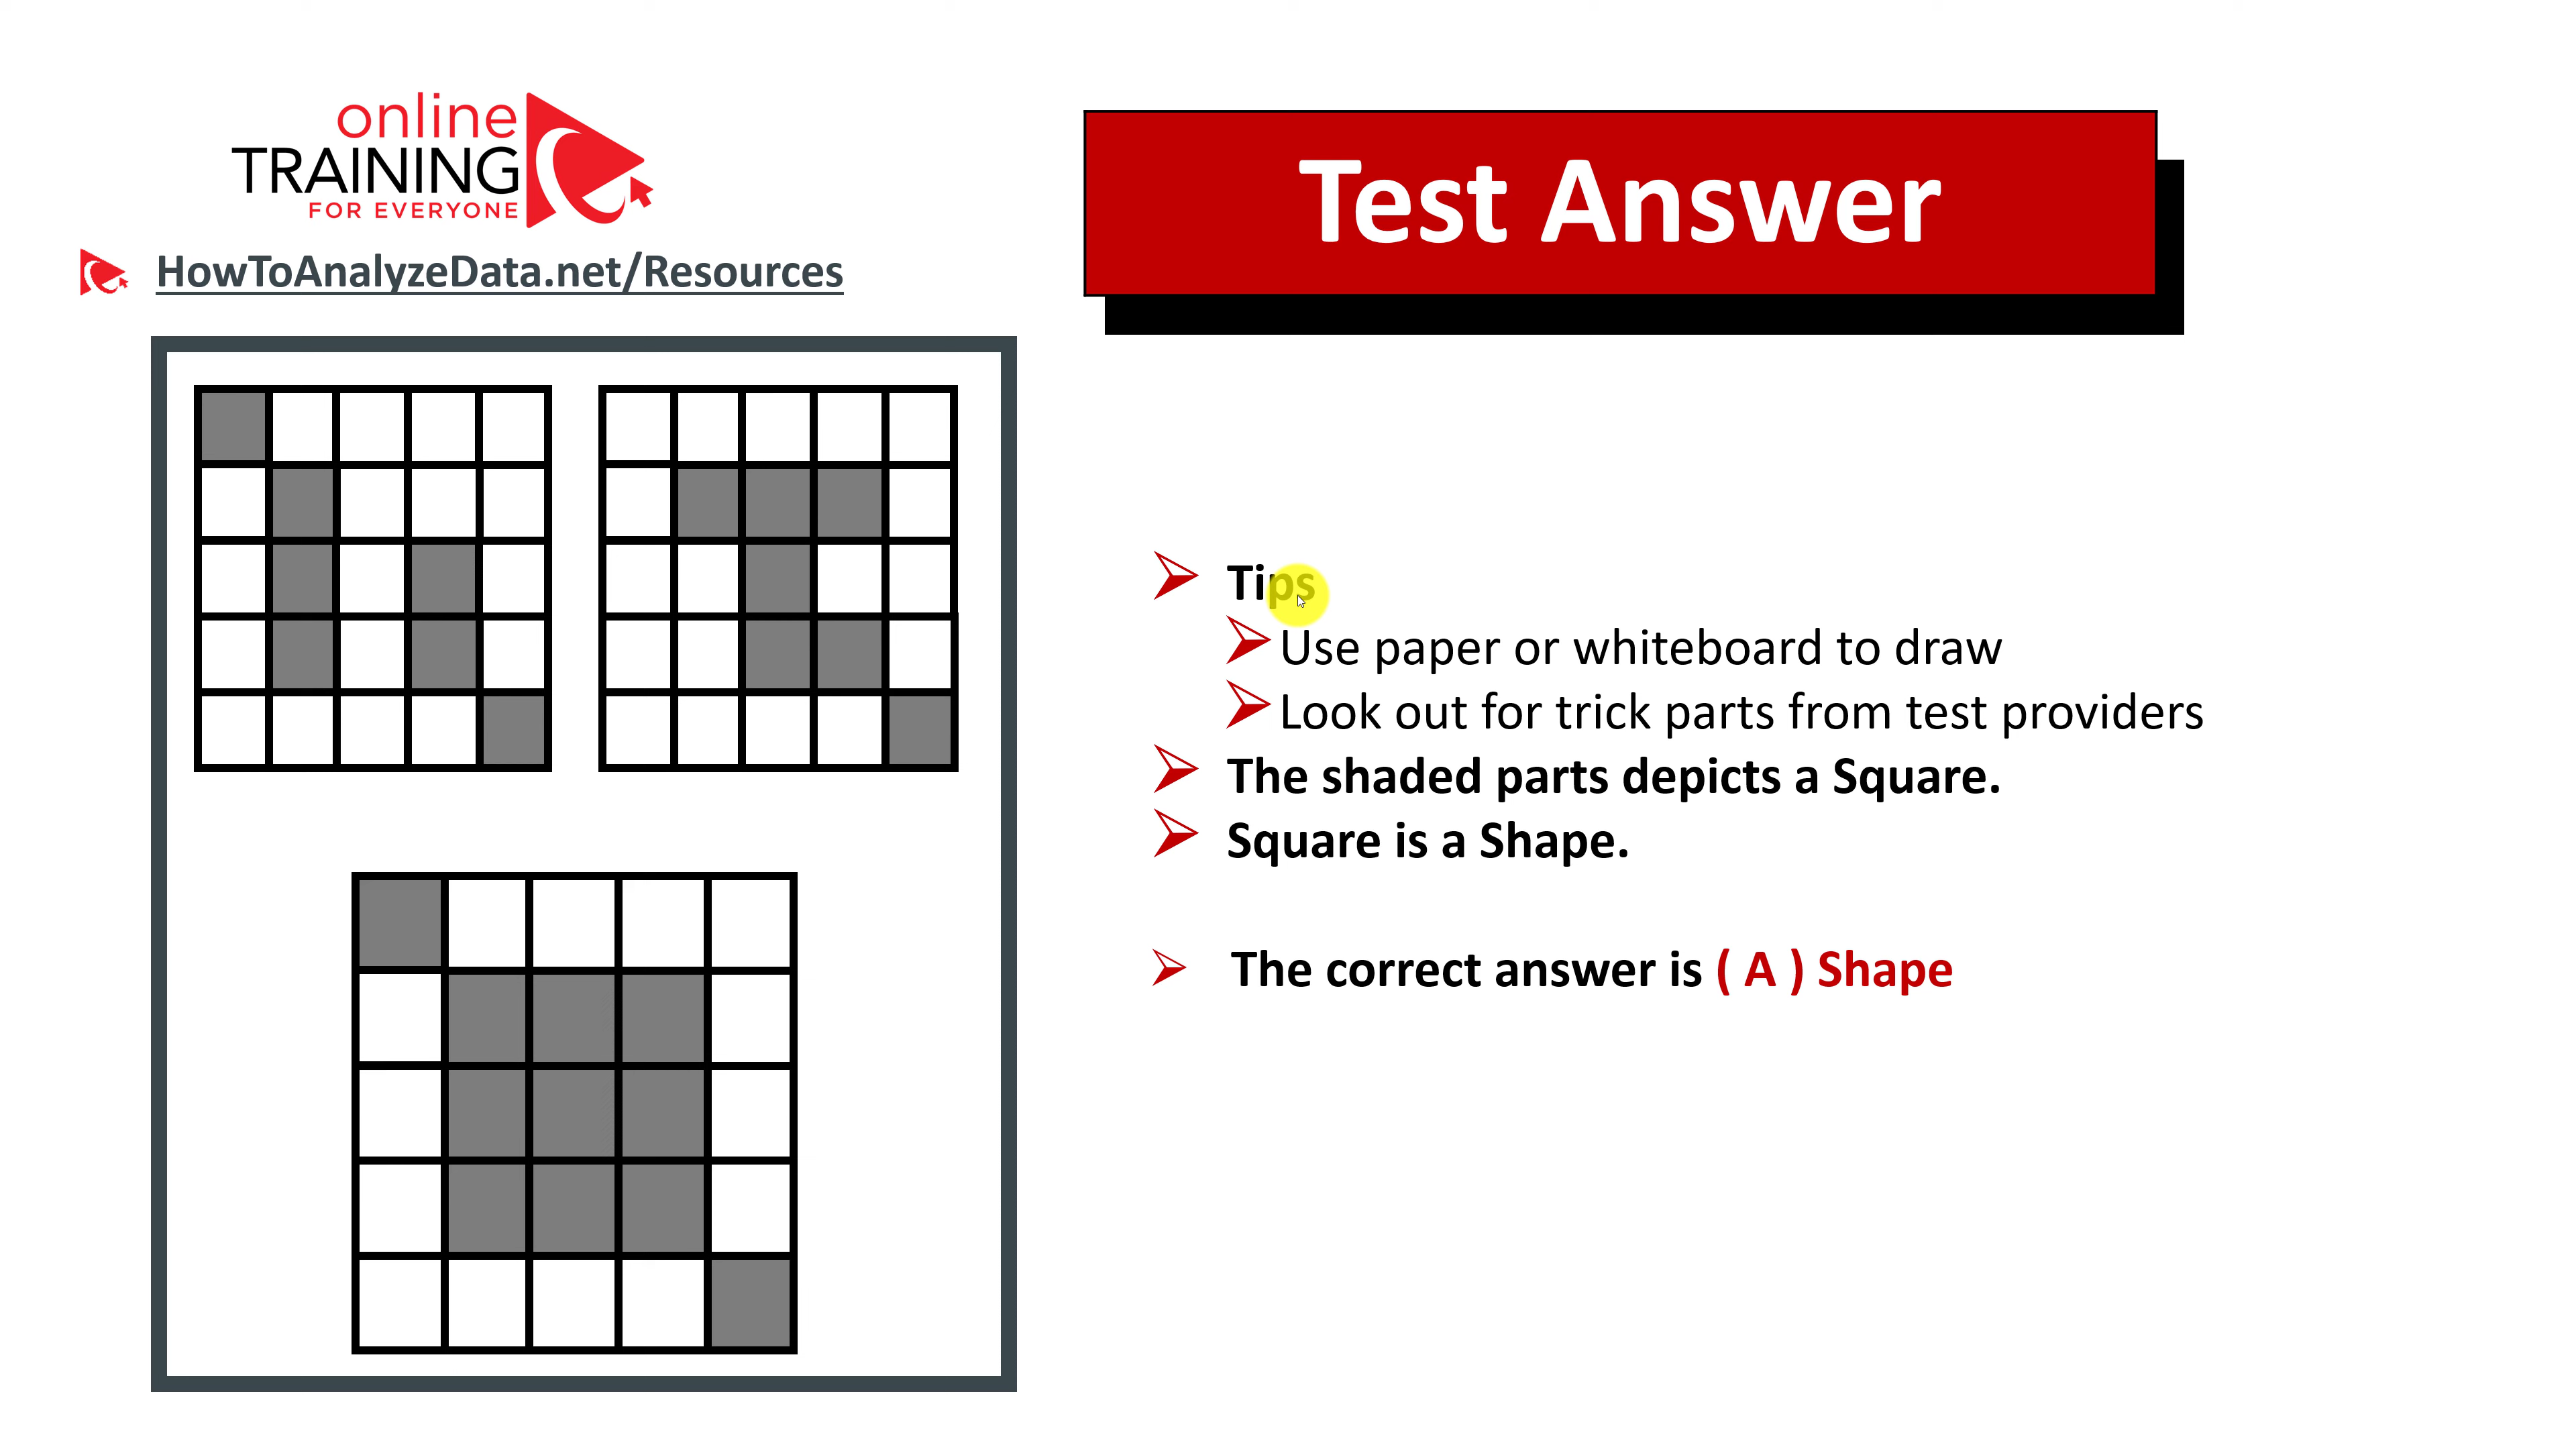 online
TRAINING
FOR EVERYONE
HowToAnalyzeData.net/Resources
Test Answer
Tips
Use paper or whiteboard to draw
Look out for trick parts from test providers
The shaded parts depicts a Square.
Square is a Shape.
The correct answer is ( A ) Shape